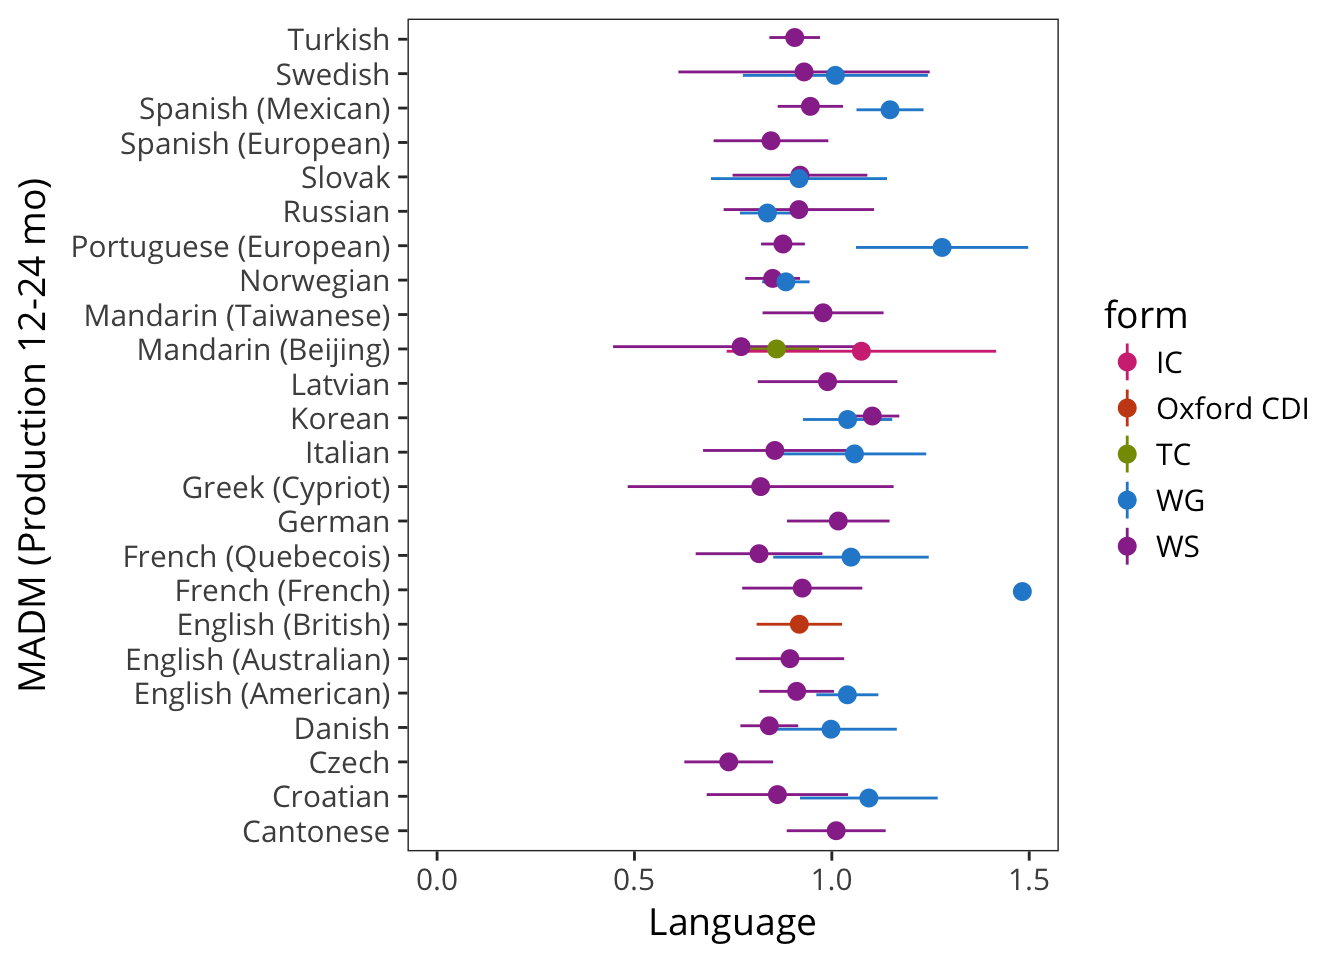 MADM (Production 12-24 mo)
Turkish
Swedish
Spanish (Mexican)
Spanish (European)
Slovak
Russian
Portuguese (European)
Norwegian
Mandarin (Taiwanese)
Mandarin (Beijing)
Latvian
Korean
Italian
Greek (Cypriot)
German
French (Quebecois)
French (French)
English (British)
English (Australian)
English (American)
Danish
Czech
Croatian
Cantonese
0.0 0.5 1.0 1.5
Language
form
IC
Oxford CDI
TC
WG
WS